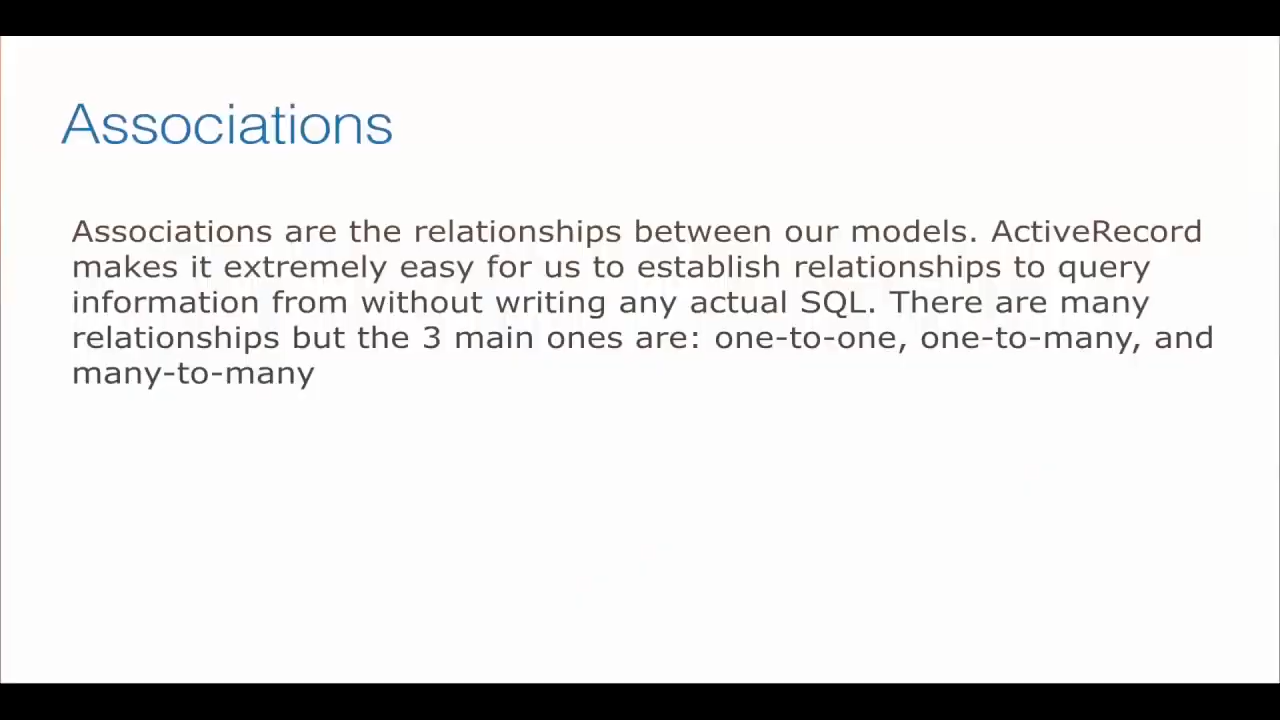 Associations
Associations are the relationships between our models. ActiveRecord
makes it extremely easy for us to establish relationships to query
information from without writing any actual SQL. There are many
relationships but the 3 main ones are: one-to-one, one-to-many, and
many-to-many